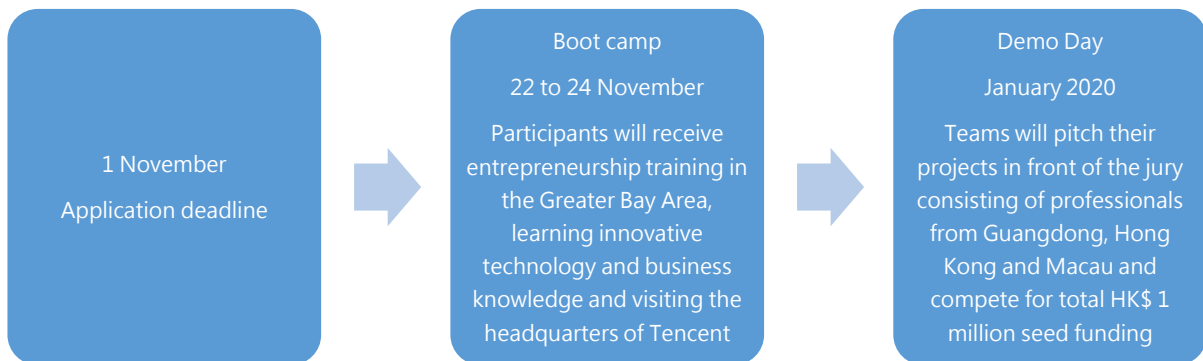 1 November
Application deadline
Boot camp
22 to 24 November
Participants will receive
entrepreneurship training in
the Greater Bay Area,
learning innovative
technology and business
knowledge and visiting the
headquarters of Tencent
Demo Day
January 2020
Teams will pitch their
projects in front of the jury
consisting of professionals
from Guangdong, Hong
Kong and Macau and
compete for total HK$ 1
million seed funding